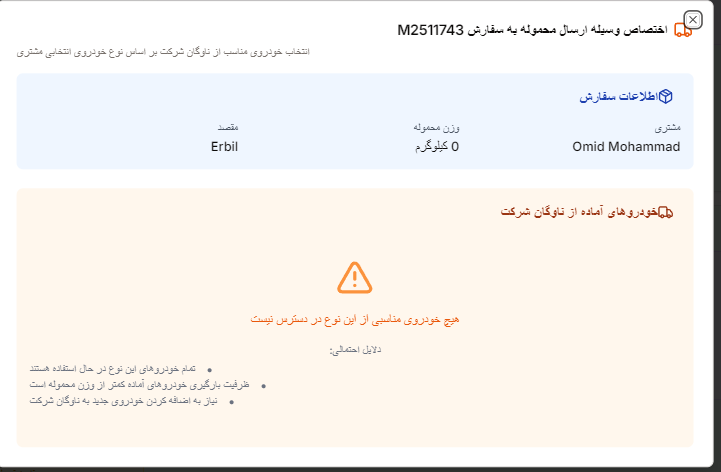 اختصاص وسیله ارسال محموله به سفارش M2511743
انتخاب خودروی مناسب از ناوگان شرکت بر اساس نوع خودروی انتخابی مشتری
اطلاعات سفارش
مشتری
Omid Mohammad
وزن محموله
0 کیلوگرم
مقصد
Erbil
خودروهای آماده از ناوگان شرکت
هیچ خودروی مناسبی از این نوع در دسترس نیست
دلایل احتمالی:
• تمام خودروهای این نوع در حال استفاده هستند
• ظرفیت بارگیری خودروهای آماده کمتر از وزن محموله است
• نیاز به اضافه کردن خودروی جدید به ناوگان شرکت